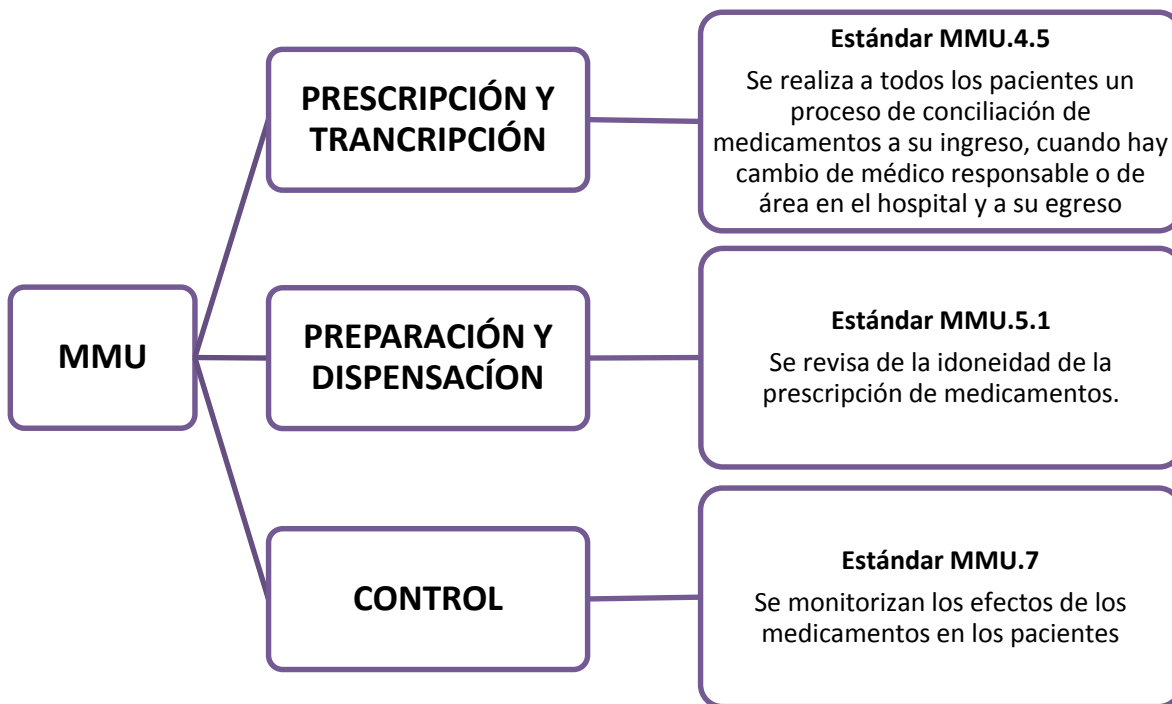 MMU
PRESCRIPCIÓN Y
TRANCRIPCIÓN
Estándar MMU.4.5
Se realiza a todos los pacientes un
proceso de conciliación de
medicamentos a su ingreso, cuando hay
cambio de médico responsable o de
área en el hospital y a su egreso
PREPARACIÓN Y
DISPENSACÍON
Estándar MMU.5.1
Se revisa de la idoneidad de la
prescripción de medicamentos.
CONTROL
Estándar MMU.7
Se monitorizan los efectos de los
medicamentos en los pacientes